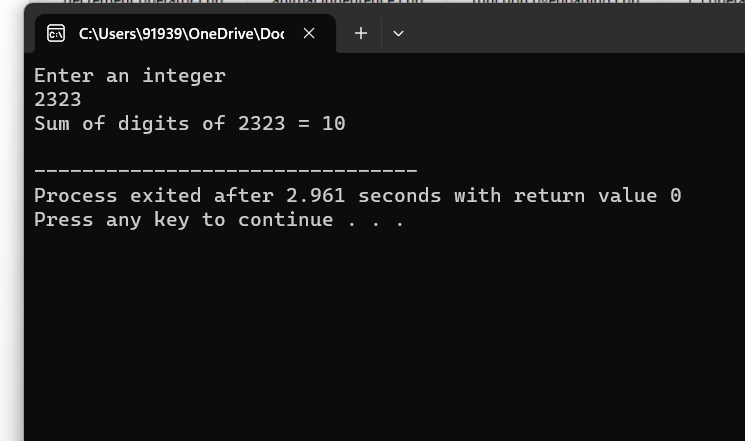 C:\Users\91939\OneDrive\Doc
Enter an integer
2323
Sum of digits of 2323 = 10
--------------------------------
Process exited after 2.961 seconds with return value 0
Press any key to continue . . .